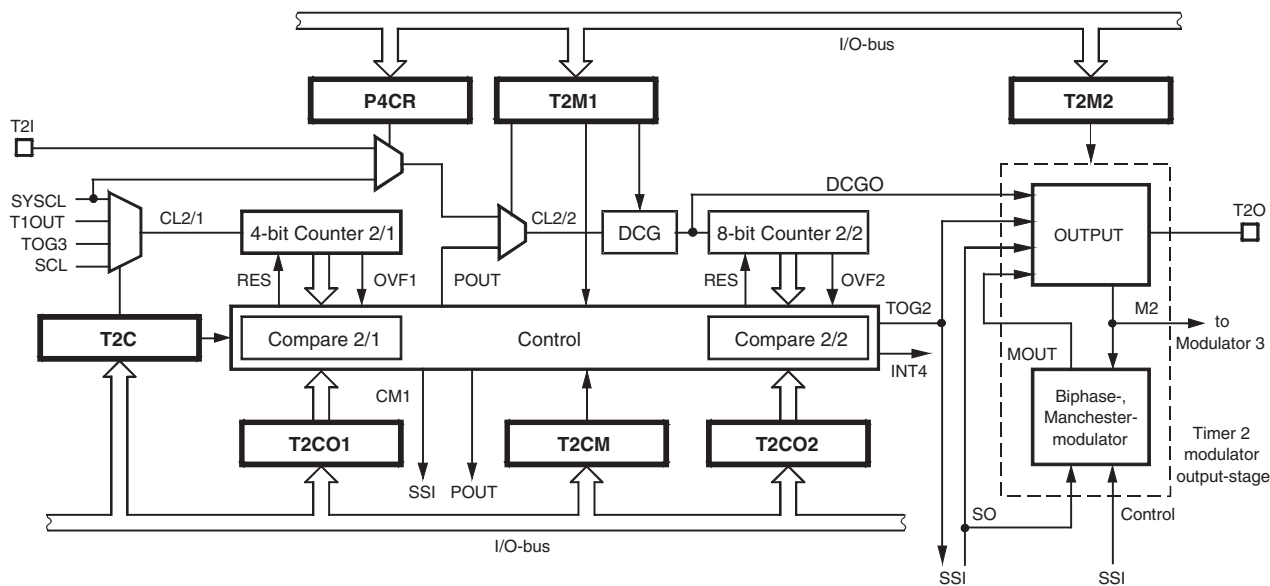 I/O-bus
P4CR
T2M1
T2M2
T2I
SYSCL
T1OUT
TOG3
SCL
CL2/1
4-bit Counter 2/1
CL2/2
DCG
8-bit Counter 2/2
DCGO
OUTPUT
T2O
RES
OVF1
POUT
RES
OVF2
TOG2
M2
to
Modulator 3
T2C
Compare 2/1
Control
Compare 2/2
INT4
MOUT
CM1
Biphase-,
Manchester-
modulator
T2CO1
T2CM
T2CO2
Timer 2
modulator
output-stage
SSI
POUT
SO
Control
I/O-bus
SSI
SSI